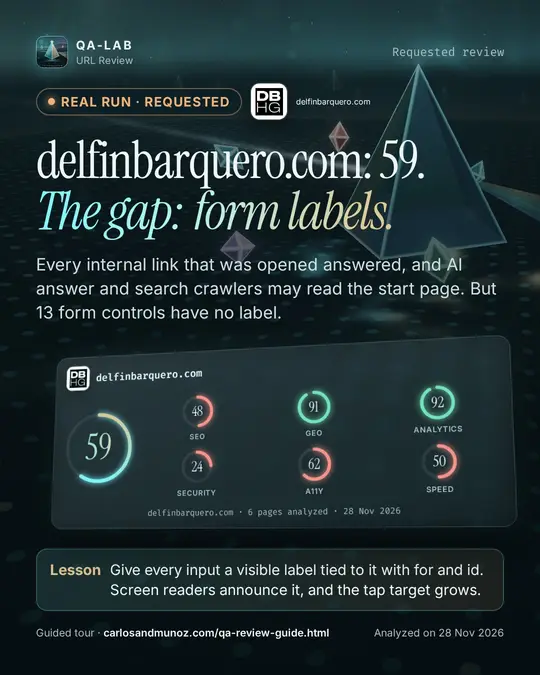 QA-LAB
URL Review
Requested review
REAL RUN · REQUESTED
DB
HG
delfinbarquero.com
delfinbarquero.com: 59.
The gap: form labels.
Every internal link that was opened answered, and AI
answer and search crawlers may read the start page. But
13 form controls have no label.
DB
HG
delfinbarquero.com
59
48
SEO
91
GEO
92
ANALYTICS
24
SECURITY
62
A11Y
50
SPEED
delfinbarquero.com · 6 pages analyzed · 28 Nov 2026
Lesson
Give every input a visible label tied to it with for and id.
Screen readers announce it, and the tap target grows.
Guided tour · carlosandmunoz.com/qa-review-guide.html
Analyzed on 28 Nov 2026